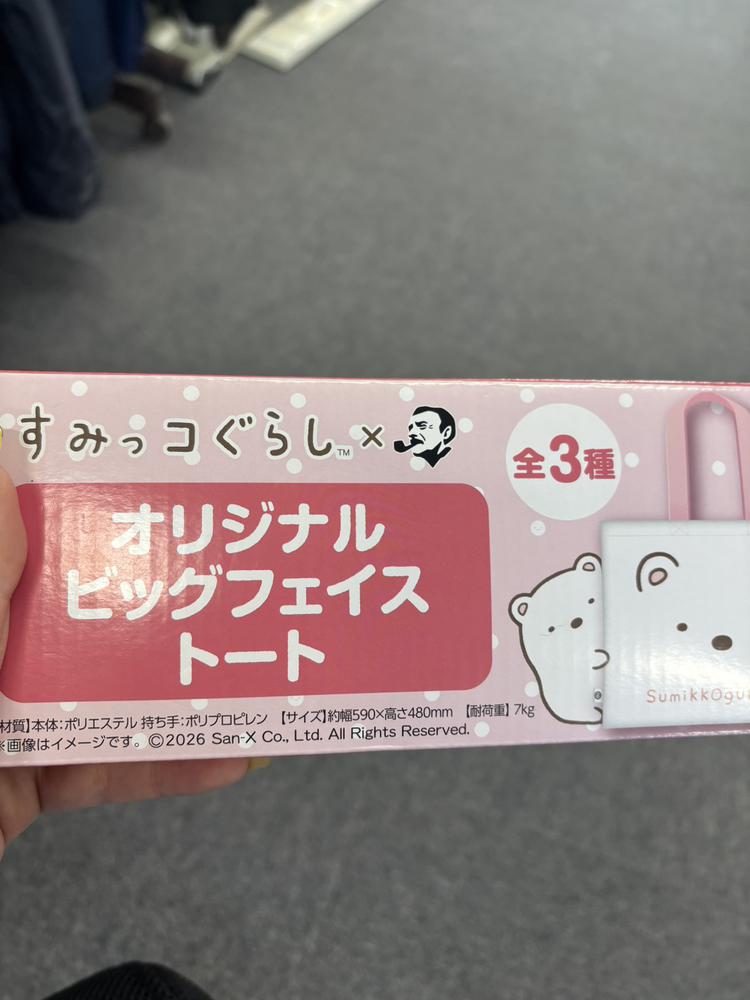 すみっコぐらし™×
全3種
オリジナル
ビッグフェイス
トート
材質】本体:ポリエステル 持ち手:ポリプロピレン 【サイズ】約幅590×高さ480mm 【耐荷重】7kg
※画像はイメージです。 ©2026 San-X Co., Ltd. All Rights Reserved.